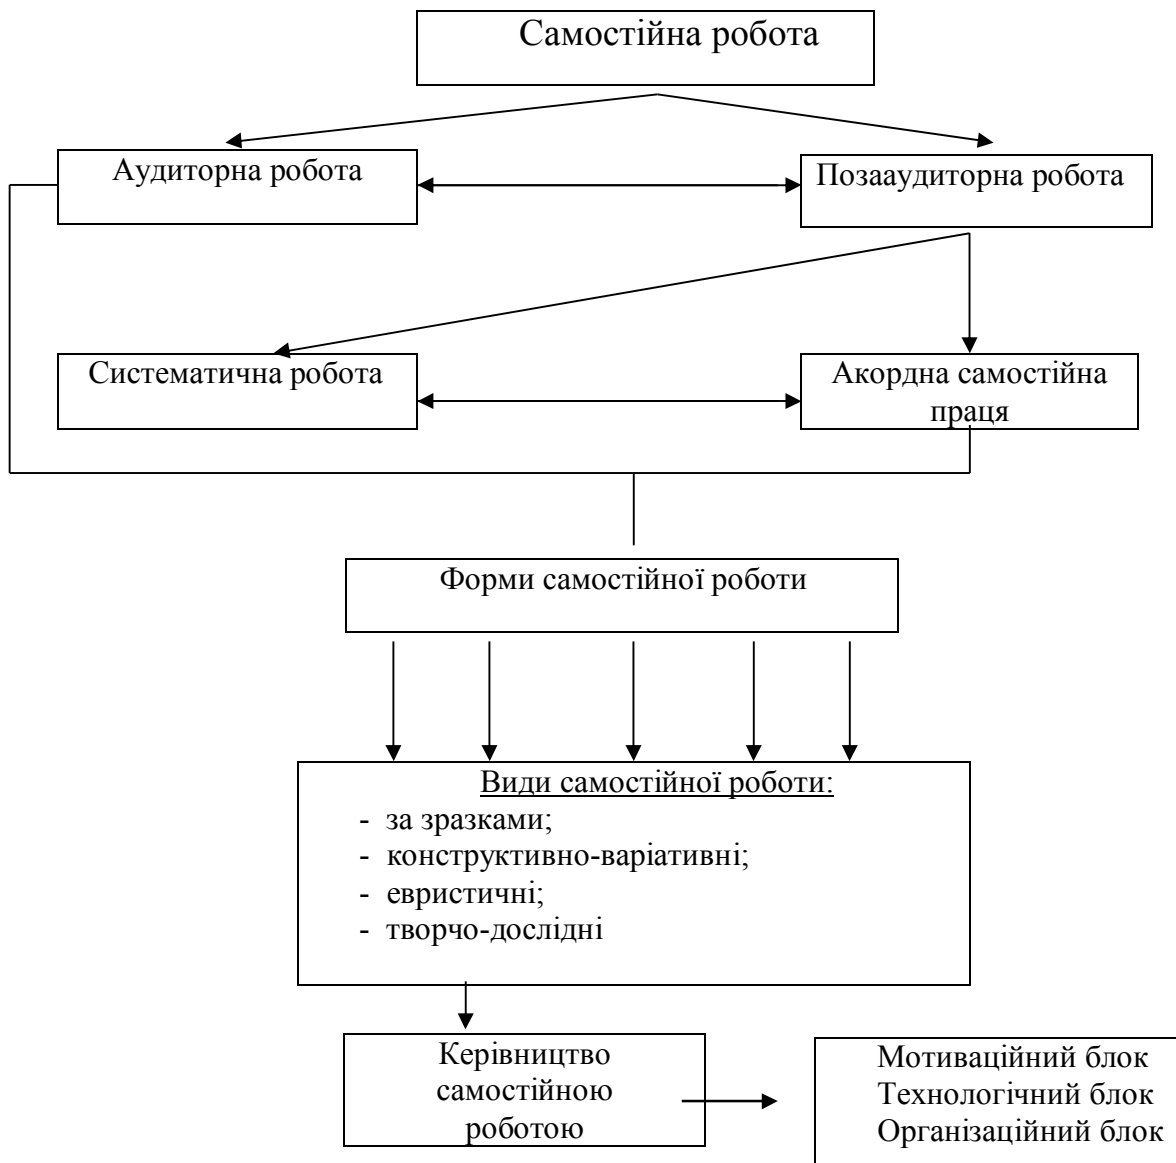 Самостійна робота
Аудиторна робота
Позааудиторна робота
Систематична робота
Акордна самостійна
праця
Форми самостійної роботи
Види самостійної роботи:
- за зразками;
- конструктивно-варіативні;
- евристичні;
- творчо-дослідні
Керівництво
самостійною
роботою
Мотиваційний блок
Технологічний блок
Організаційний блок